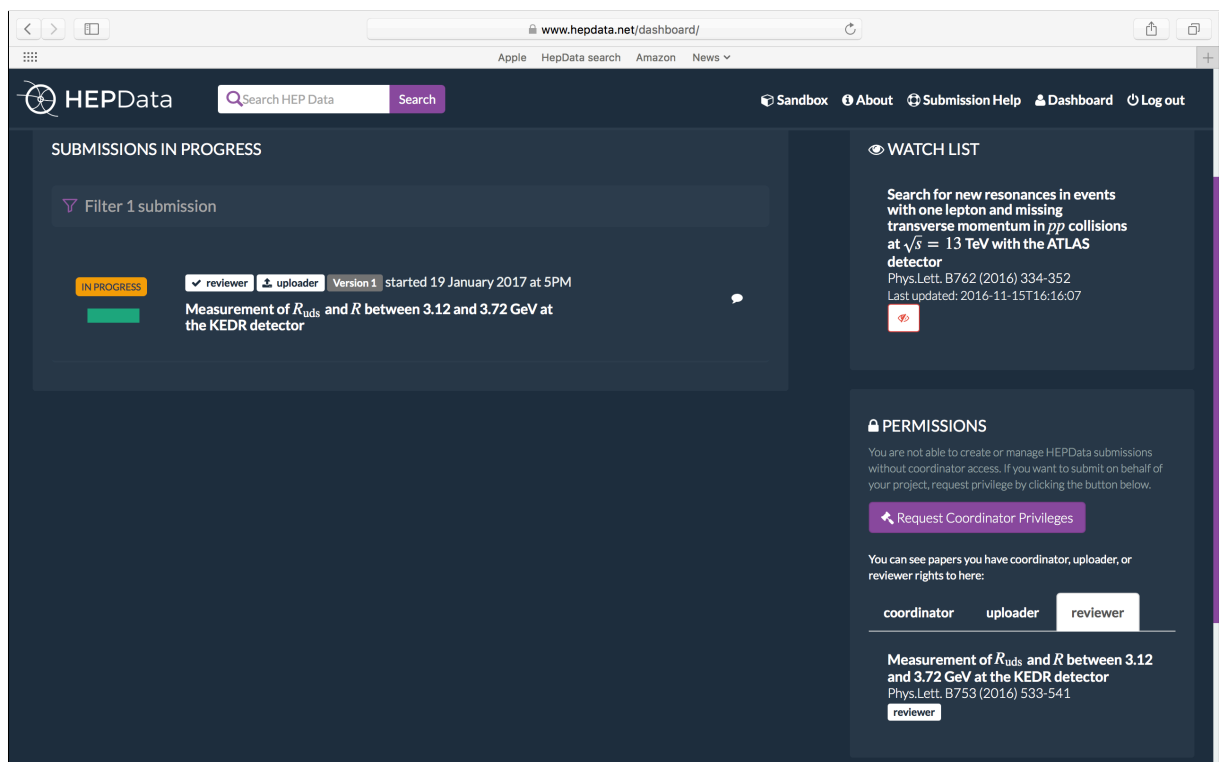 www.hepdata.net/dashboard/
Apple HepData search Amazon News
HEPData
Search HEP Data
Search
Sandbox About Submission Help Dashboard Log out
SUBMISSIONS IN PROGRESS
Filter 1 submission
IN PROGRESS
reviewer uploader Version 1 started 19 January 2017 at 5PM
Measurement of R_uds and R between 3.12 and 3.72 GeV at
the KEDR detector
WATCH LIST
Search for new resonances in events
with one lepton and missing
transverse momentum in pp collisions
at √s = 13 TeV with the ATLAS
detector
Phys.Lett. B762 (2016) 334-352
Last updated: 2016-11-15T16:16:07
PERMISSIONS
You are not able to create or manage HEPData submissions
without coordinator access. If you want to submit on behalf of
your project, request privilege by clicking the button below.
Request Coordinator Privileges
You can see papers you have coordinator, uploader, or
reviewer rights to here:
coordinator uploader reviewer
Measurement of R_uds and R between 3.12
and 3.72 GeV at the KEDR detector
Phys.Lett. B753 (2016) 533-541
reviewer